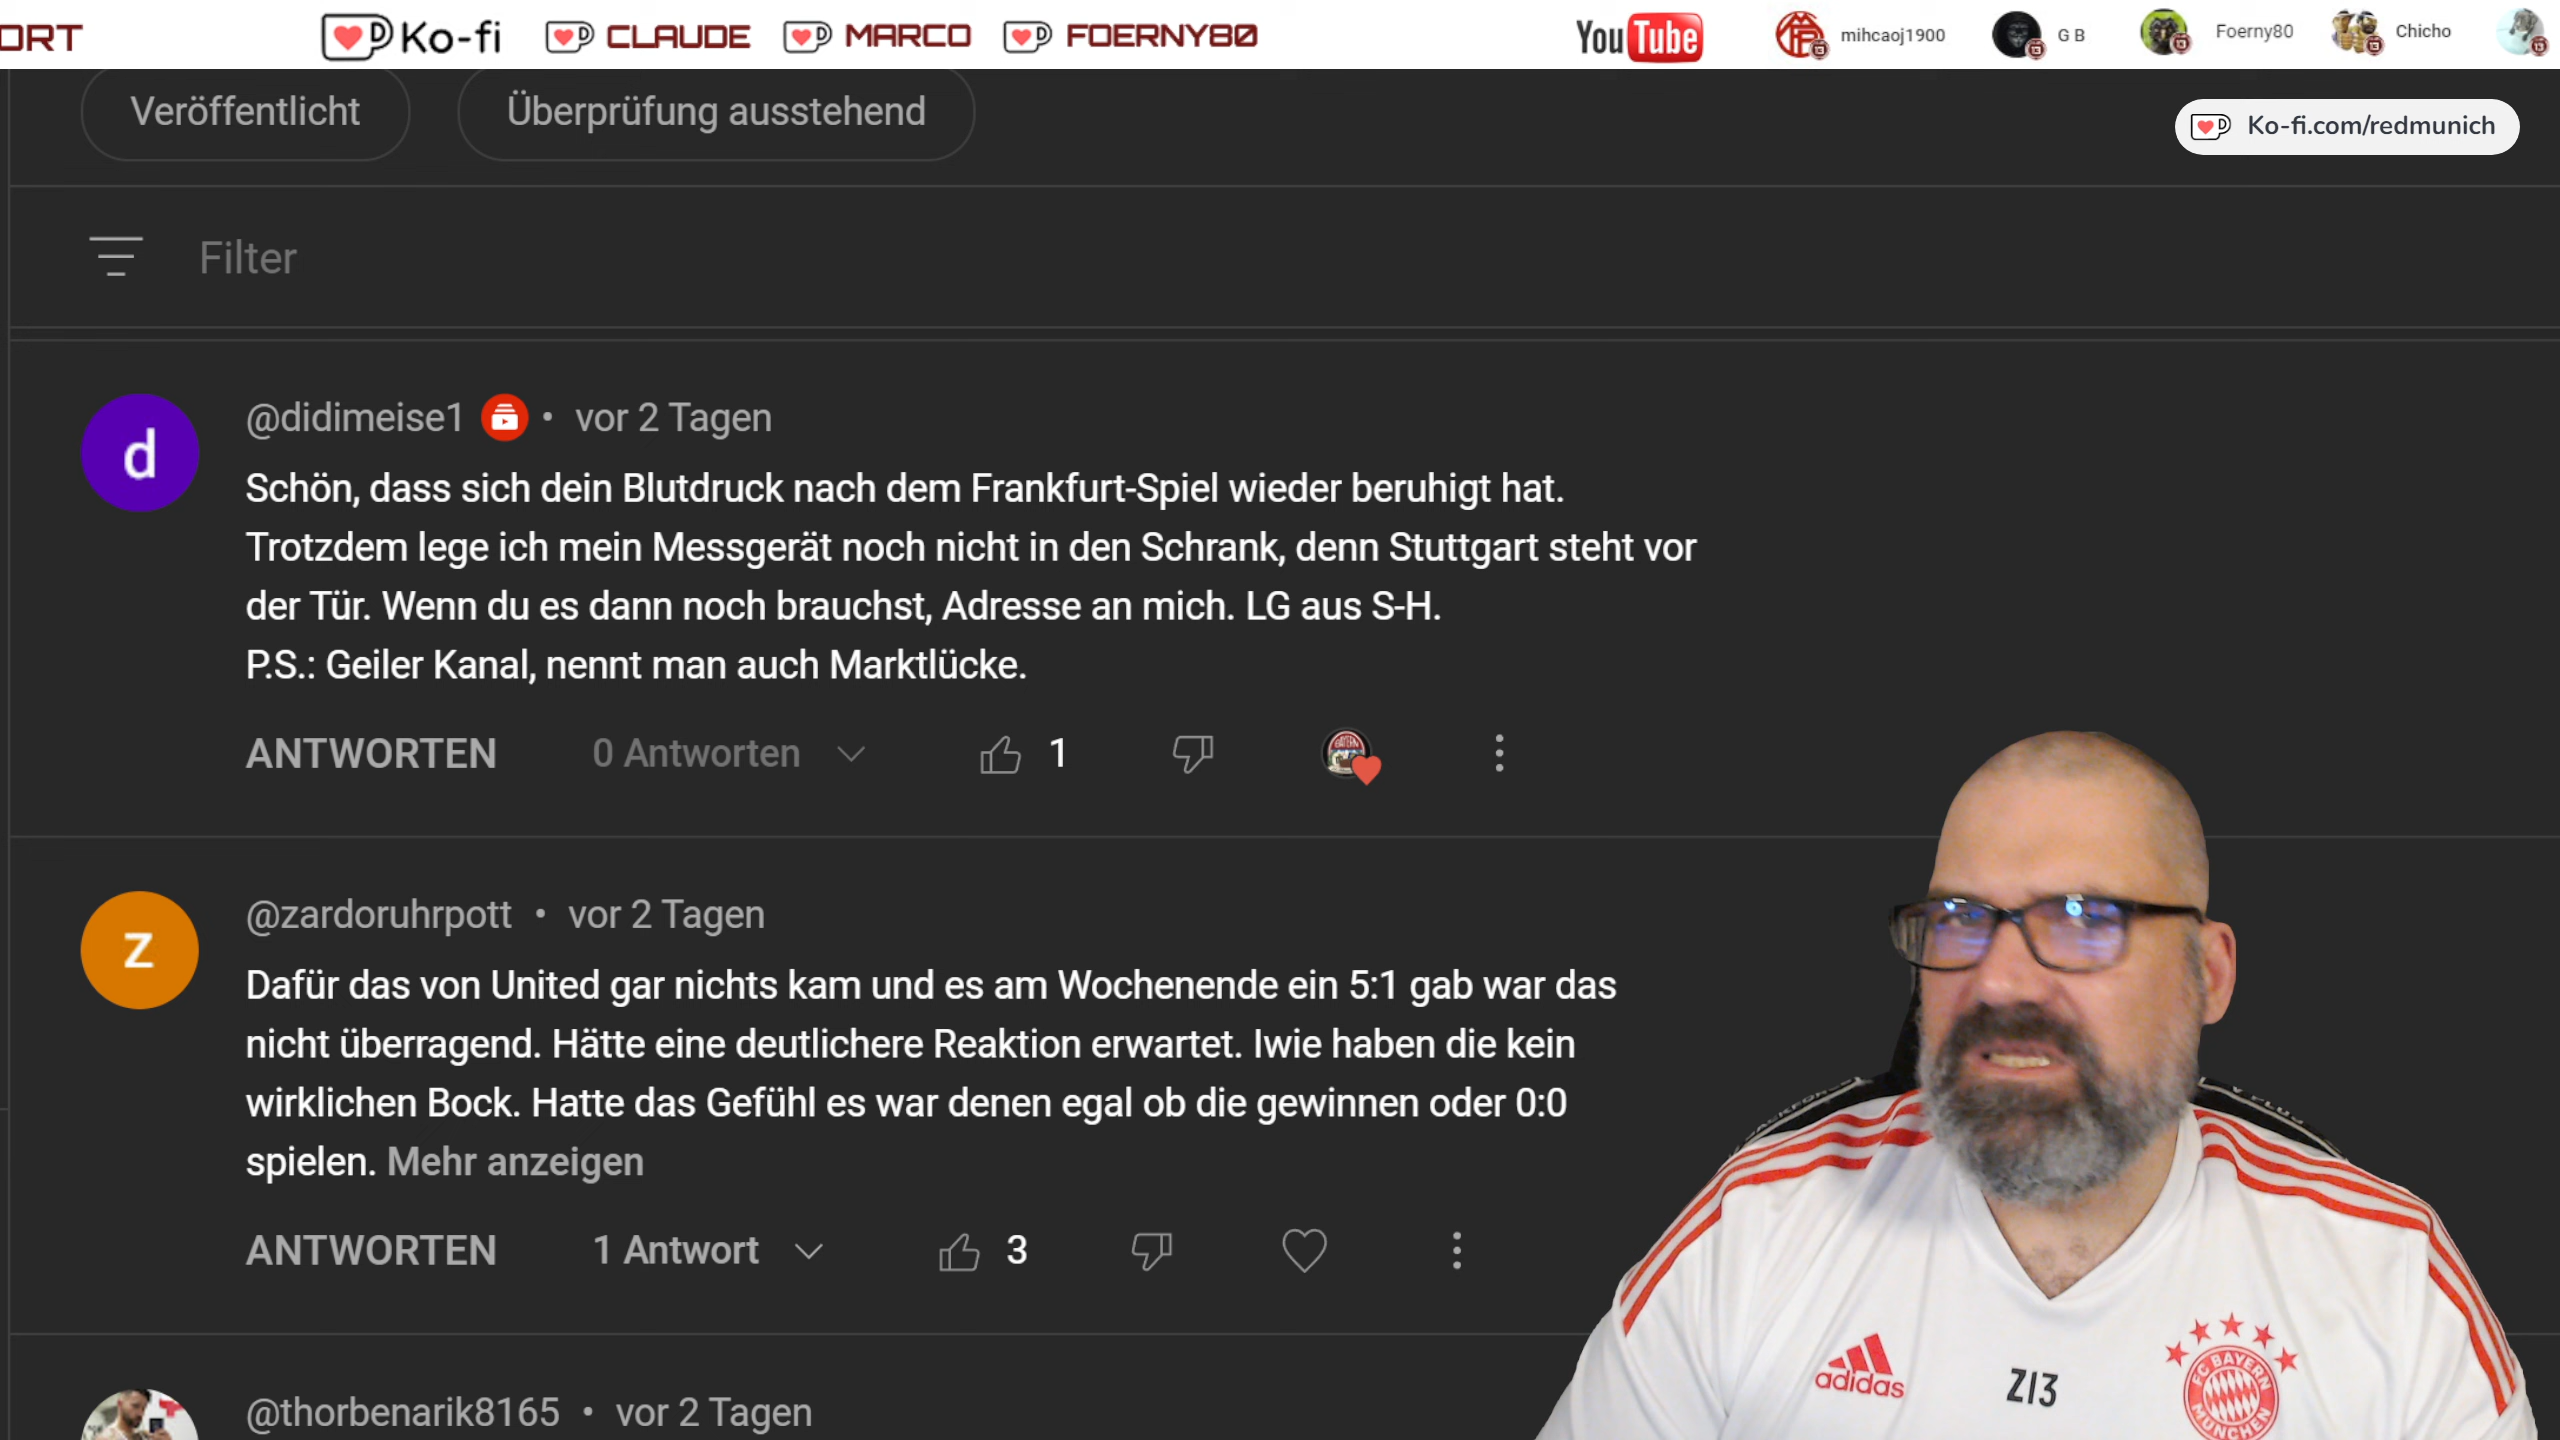 ORT
Ko-fi
CLAUDE
MARCO
FOERNY80
YouTube
mihcaoj1900
G B
Foerny80
Chicho
Veröffentlicht
Überprüfung ausstehend
Ko-fi.com/redmunich
Filter
d
@didimeise1 • vor 2 Tagen
Schön, dass sich dein Blutdruck nach dem Frankfurt-Spiel wieder beruhigt hat.
Trotzdem lege ich mein Messgerät noch nicht in den Schrank, denn Stuttgart steht vor
der Tür. Wenn du es dann noch brauchst, Adresse an mich. LG aus S-H.
P.S.: Geiler Kanal, nennt man auch Marktlücke.
ANTWORTEN 0 Antworten 1
z
@zardoruhrpott • vor 2 Tagen
Dafür das von United gar nichts kam und es am Wochenende ein 5:1 gab war das
nicht überragend. Hätte eine deutlichere Reaktion erwartet. Iwie haben die kein
wirklichen Bock. Hatte das Gefühl es war denen egal ob die gewinnen oder 0:0
spielen. Mehr anzeigen
ANTWORTEN 1 Antwort 3
@thorbenarik8165 • vor 2 Tagen
adidas
Z/3
FC BAYERN
MÜNCHEN